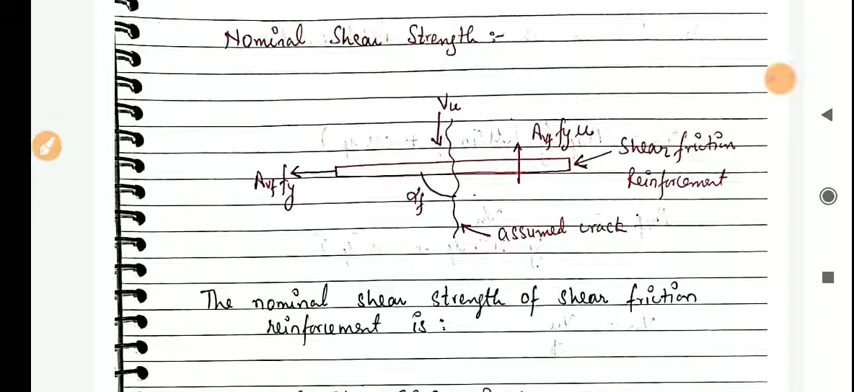 Nominal Shear Strength :-
Vu
Avf fy μ
Shear friction
Reinforcement
Avf fy
αf
assumed crack
The nominal shear strength of shear friction
reinforcement is :